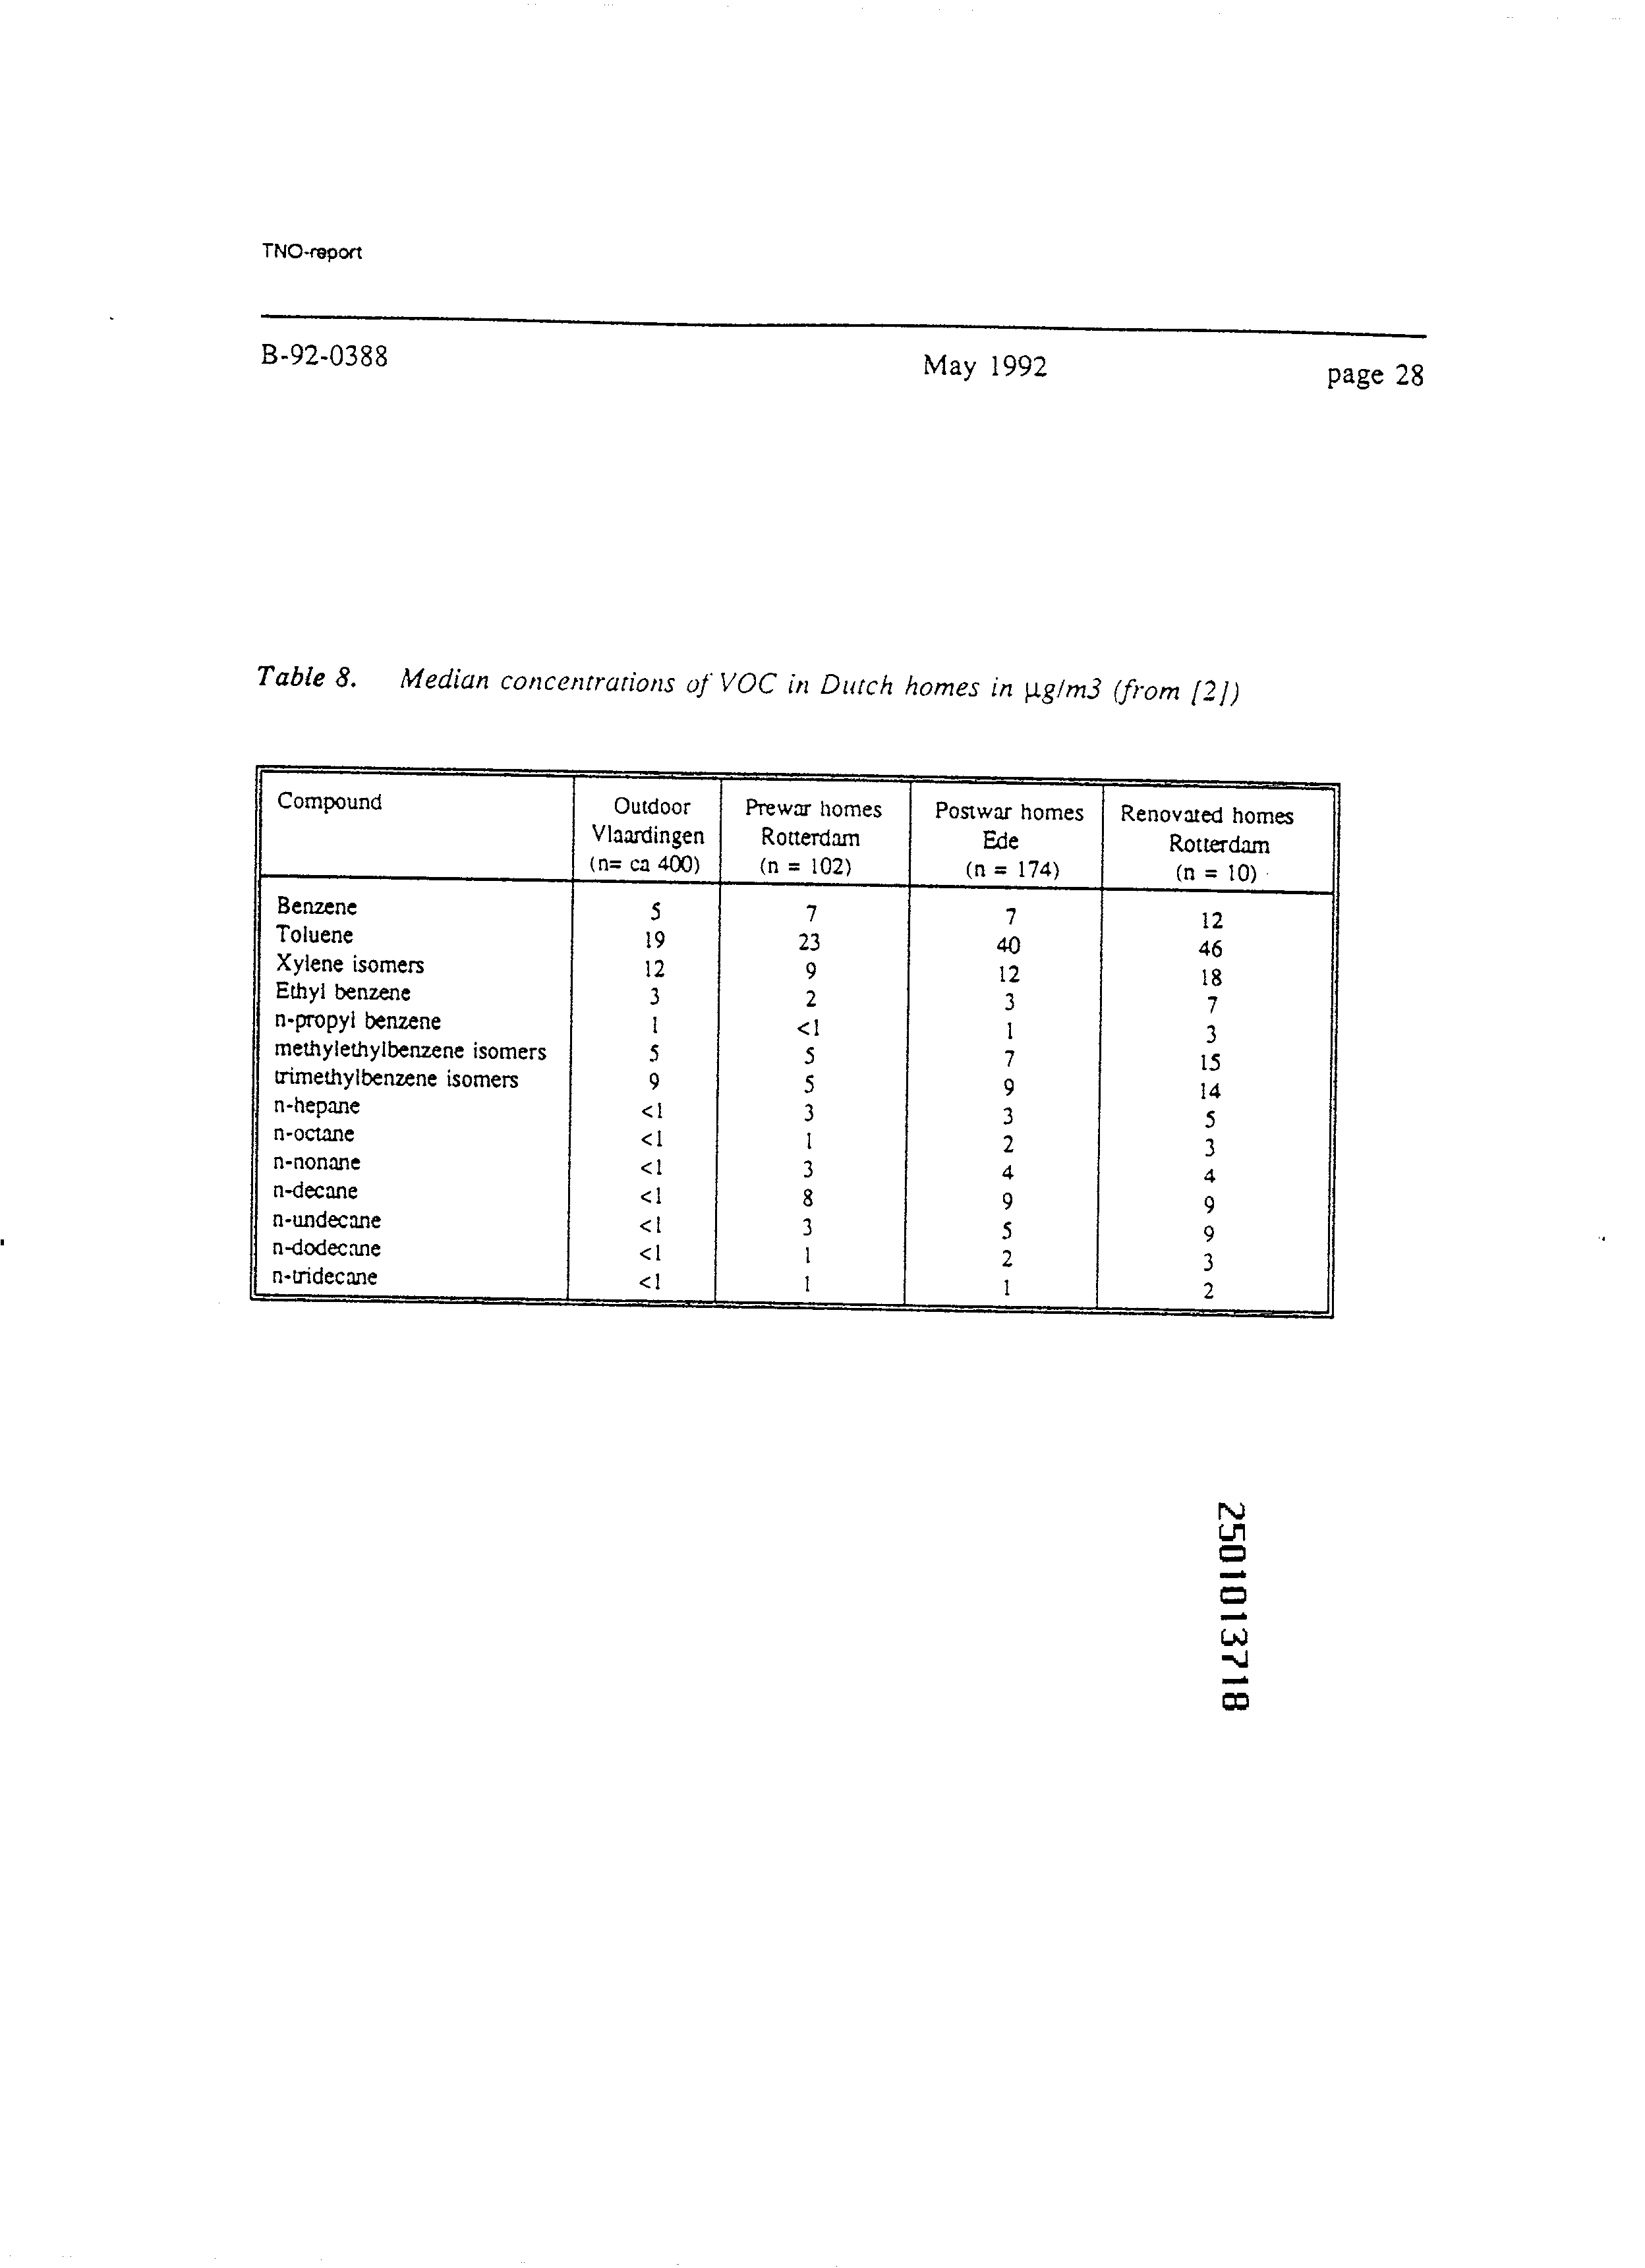 TNO-report
B-92-0388 May 1992 page 28
Table 8. Median concentrations of VOC in Dutch homes in µg/m3 (from [2])
Compound Outdoor Prewar homes Postwar homes Renovated homes
Vlaardingen Rotterdam Ede Rotterdam
(n= ca 400) (n = 102) (n = 174) (n = 10)
Benzene 5 7 7 12
Toluene 19 23 40 46
Xylene isomers 12 9 12 18
Ethyl benzene 3 2 3 7
n-propyl benzene 1 <1 1 3
methylethylbenzene isomers 5 5 7 15
trimethylbenzene isomers 9 5 9 14
n-hepane <1 3 3 5
n-octane <1 1 2 3
n-nonane <1 3 4 4
n-decane <1 8 9 9
n-undecane <1 3 5 9
n-dodecane <1 1 2 3
n-tridecane <1 1 1 2
2501013718